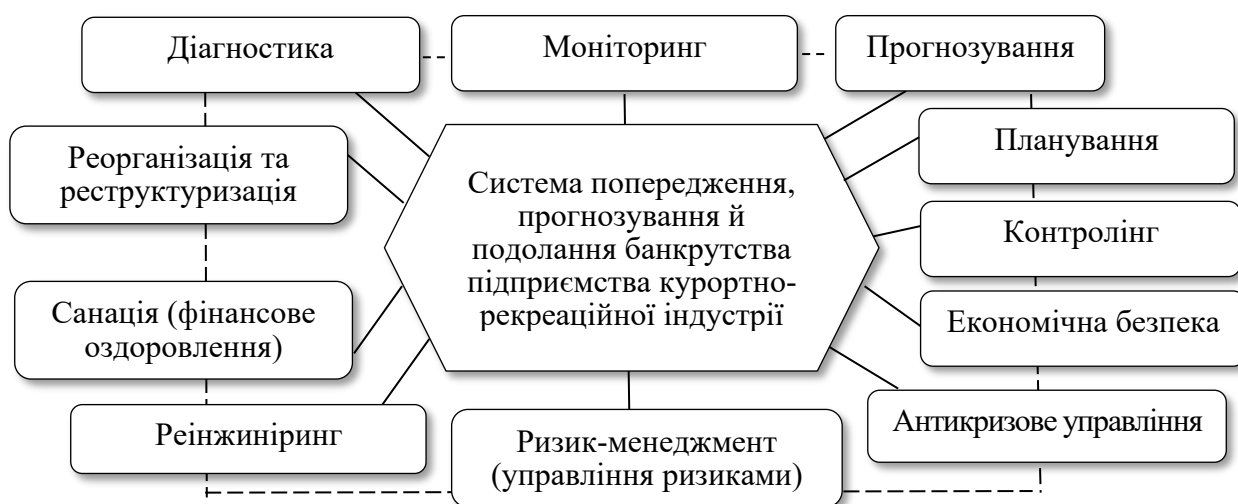 Діагностика
Моніторинг
Прогнозування
Реорганізація та
реструктуризація
Планування
Система попередження,
прогнозування й
подолання банкрутства
підприємства курортно-
рекреаційної індустрії
Контролінг
Санація (фінансове
оздоровлення)
Економічна безпека
Реінжиніринг
Ризик-менеджмент
(управління ризиками)
Антикризове управління